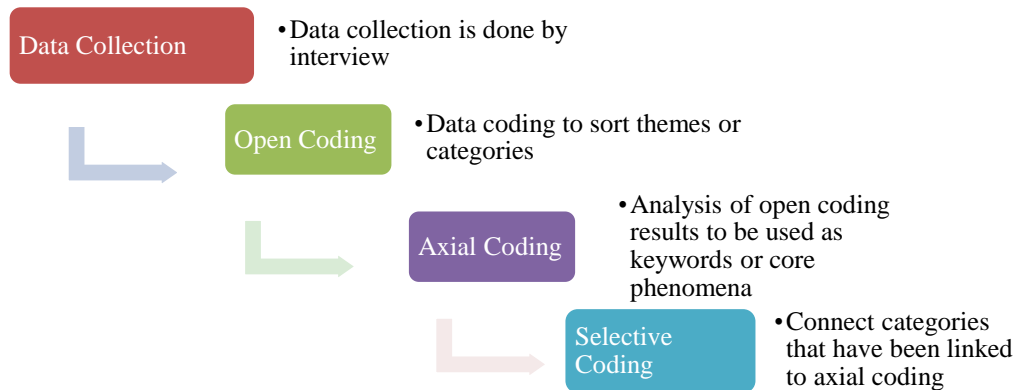 Data Collection
•Data collection is done by
interview
Open Coding
•Data coding to sort themes or
categories
Axial Coding
•Analysis of open coding
results to be used as
keywords or core
phenomena
Selective
Coding
•Connect categories
that have been linked
to axial coding